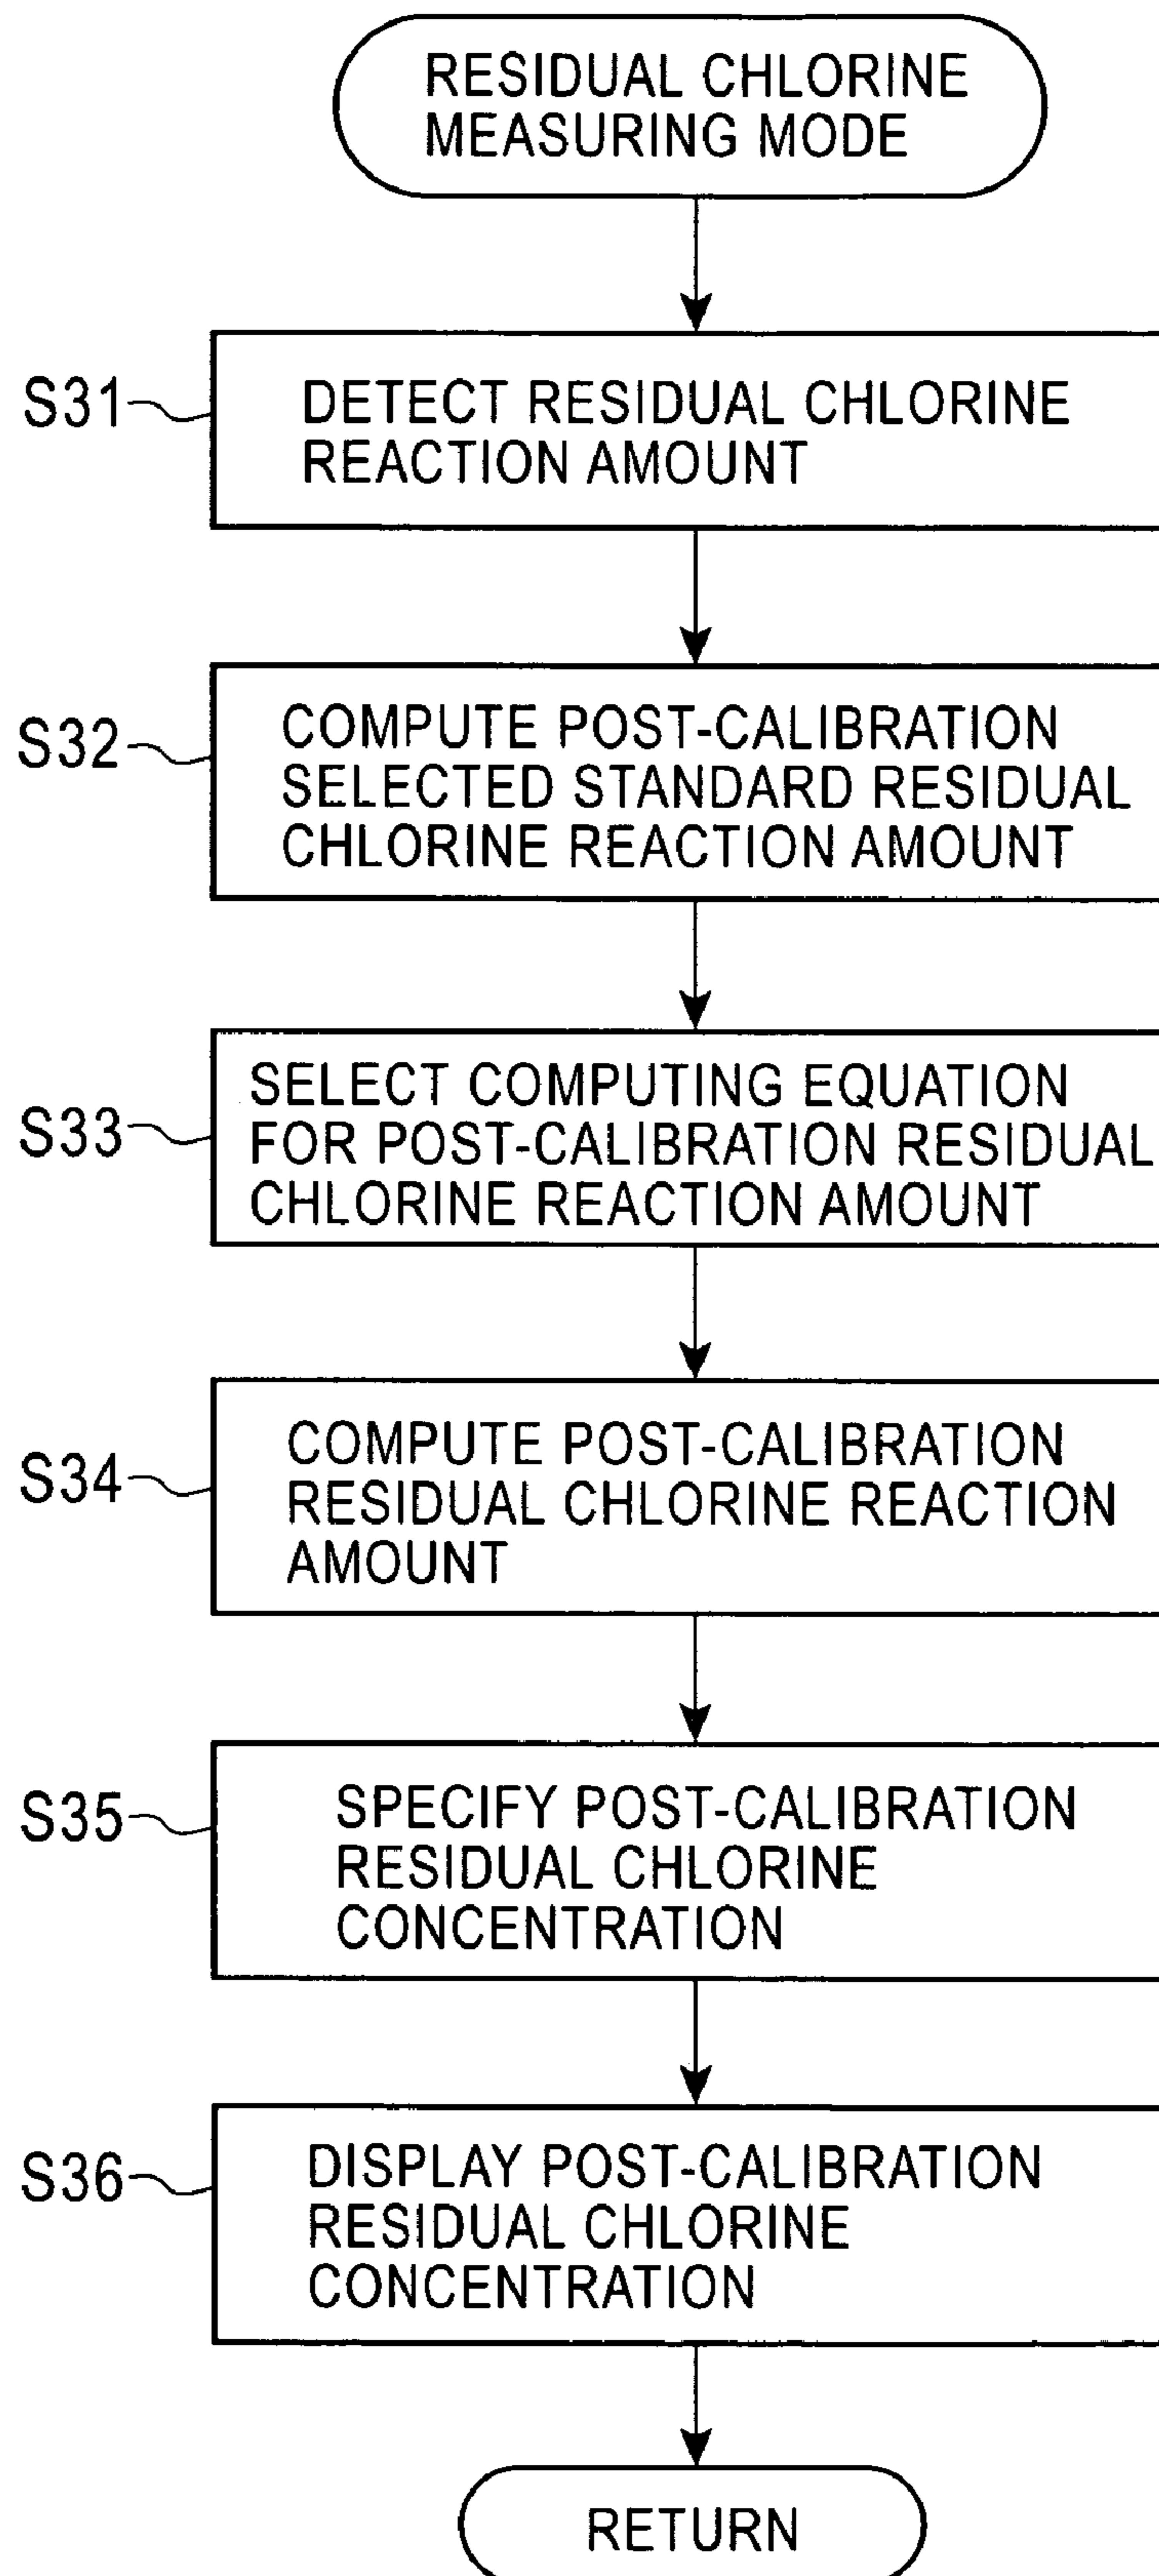 RESIDUAL CHLORINE
MEASURING MODE
S31
DETECT RESIDUAL CHLORINE
REACTION AMOUNT
S32
COMPUTE POST-CALIBRATION
SELECTED STANDARD RESIDUAL
CHLORINE REACTION AMOUNT
S33
SELECT COMPUTING EQUATION
FOR POST-CALIBRATION RESIDUAL
CHLORINE REACTION AMOUNT
S34
COMPUTE POST-CALIBRATION
RESIDUAL CHLORINE REACTION
AMOUNT
S35
SPECIFY POST-CALIBRATION
RESIDUAL CHLORINE
CONCENTRATION
S36
DISPLAY POST-CALIBRATION
RESIDUAL CHLORINE
CONCENTRATION
RETURN